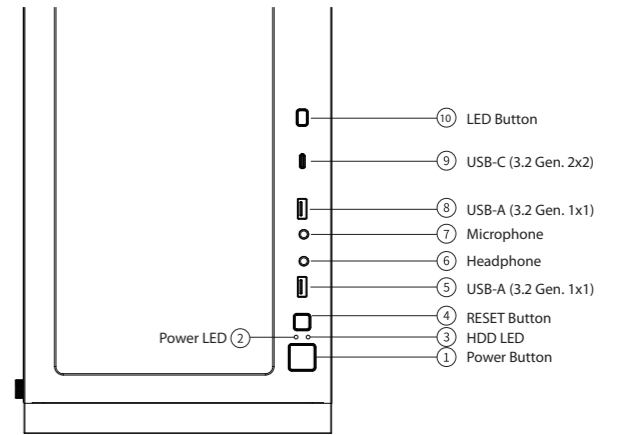 10 LED Button
9 USB-C (3.2 Gen. 2x2)
8 USB-A (3.2 Gen. 1x1)
7 Microphone
6 Headphone
5 USB-A (3.2 Gen. 1x1)
4 RESET Button
Power LED 2 3 HDD LED
1 Power Button